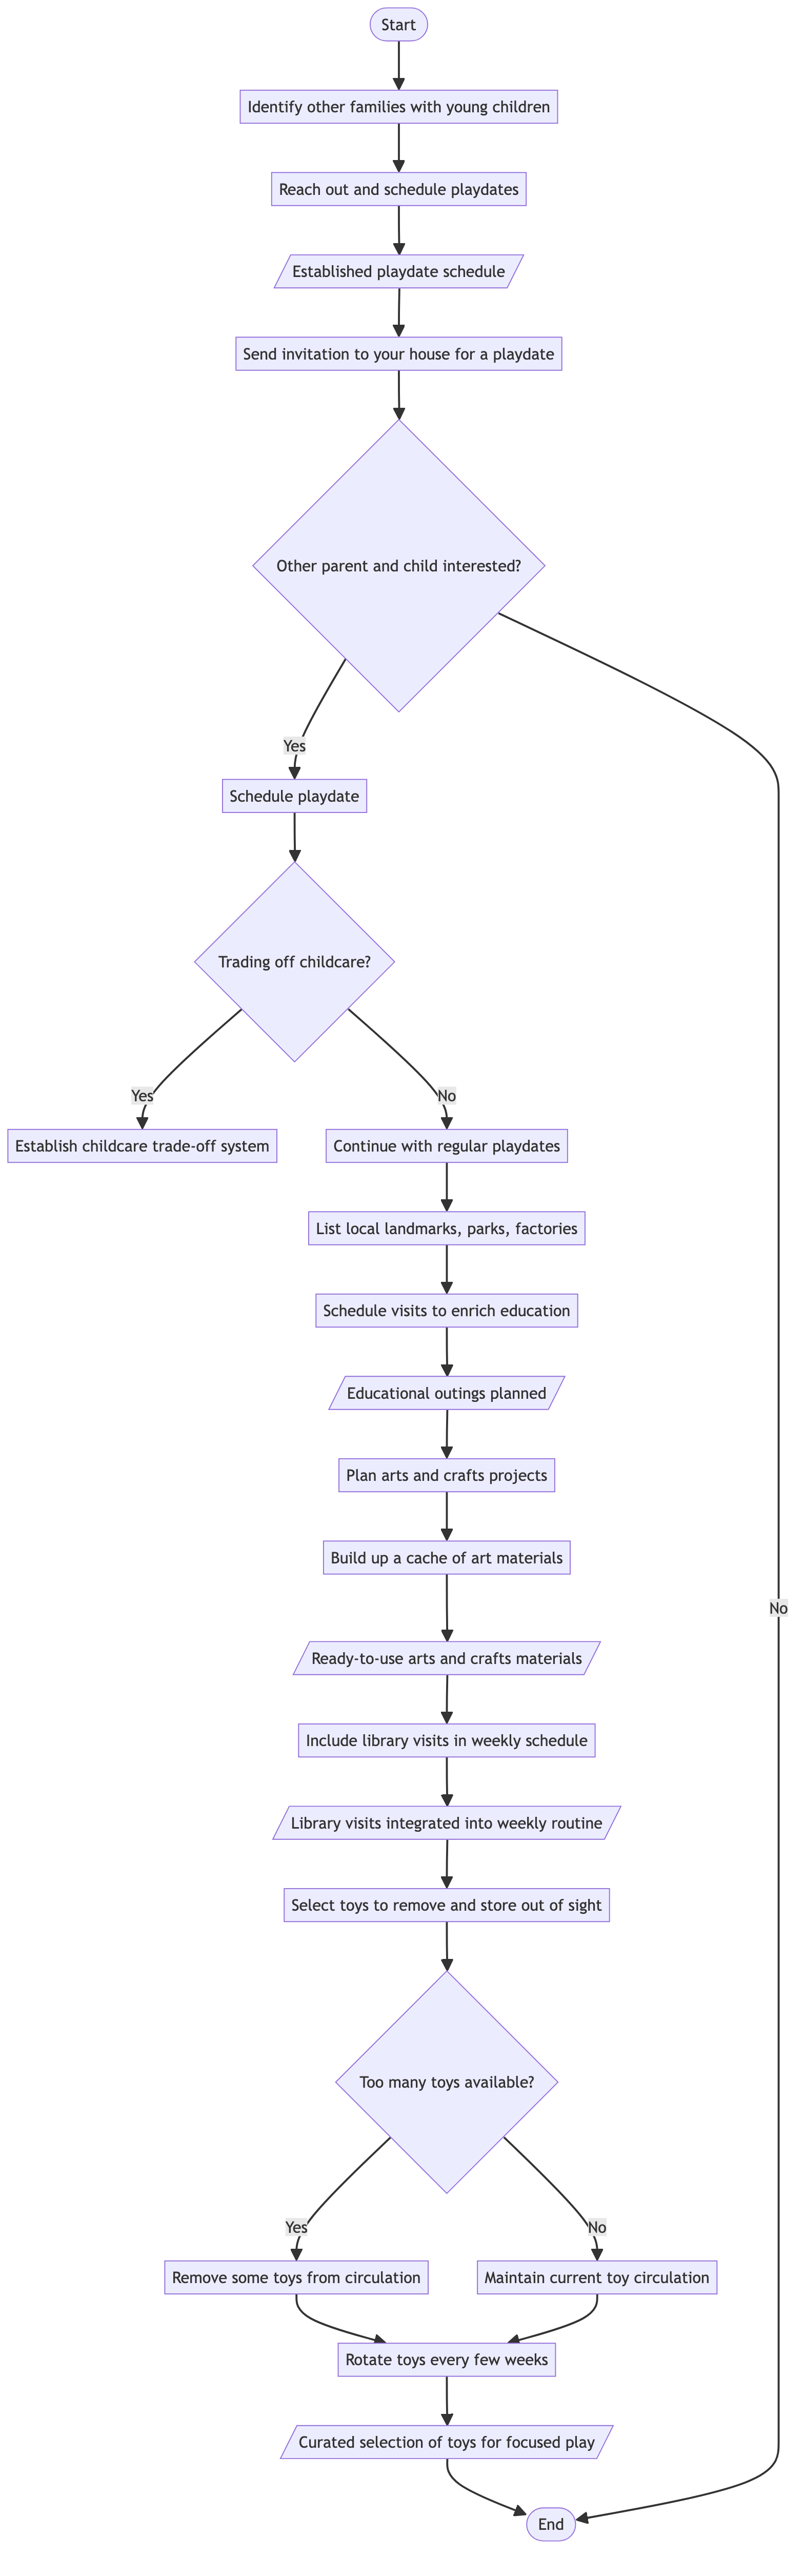 Start
Identify other families with young children
Reach out and schedule playdates
Established playdate schedule
Send invitation to your house for a playdate
Other parent and child interested?
Yes
Schedule playdate
Trading off childcare?
Yes
No
Establish childcare trade-off system
Continue with regular playdates
List local landmarks, parks, factories
Schedule visits to enrich education
Educational outings planned
Plan arts and crafts projects
Build up a cache of art materials
No
Ready-to-use arts and crafts materials
Include library visits in weekly schedule
Library visits integrated into weekly routine
Select toys to remove and store out of sight
Too many toys available?
Yes
No
Remove some toys from circulation
Maintain current toy circulation
Rotate toys every few weeks
Curated selection of toys for focused play
End